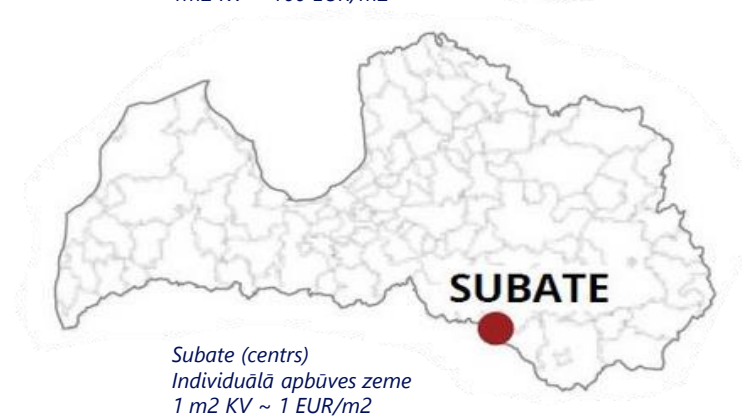 SUBATE
Subate (centrs)
Individuālā apbūves zeme
1 m2 KV ~ 1 EUR/m2